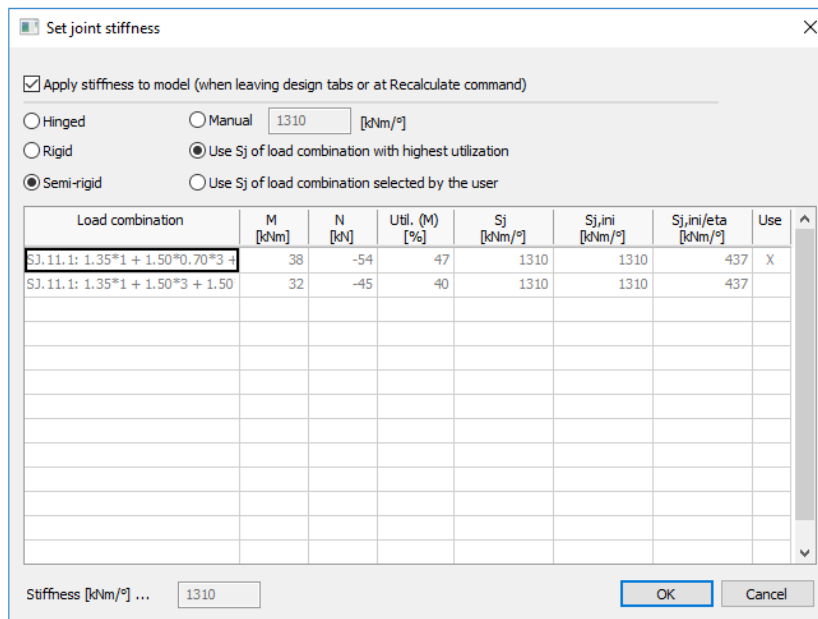 Set joint stiffness
Apply stiffness to model (when leaving design tabs or at Recalculate command)
Hinged Manual 1310 [kNm/°]
Rigid Use Sj of load combination with highest utilization
Semi-rigid Use Sj of load combination selected by the user
Load combination M [kNm] N [kN] Util. (M) [%] Sj [kNm/°] Sj,ini [kNm/°] Sj,ini/eta [kNm/°] Use
SJ.11.1: 1.35*1 + 1.50*0.70*3 + 38 -54 47 1310 1310 437 X
SJ.11.1: 1.35*1 + 1.50*3 + 1.50 32 -45 40 1310 1310 437
Stiffness [kNm/°] ... 1310 OK Cancel